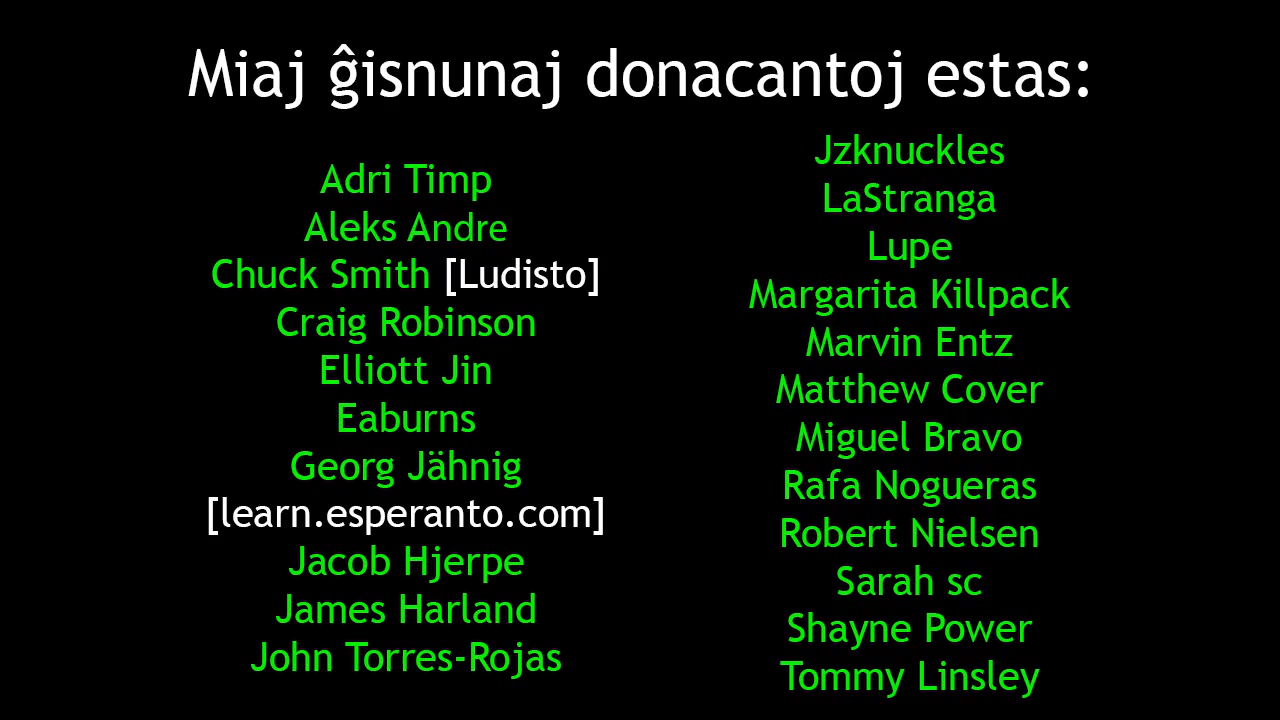 Miaj ĝisnunaj donacantoj estas:
Adri Timp
Aleks Andre
Chuck Smith [Ludisto]
Craig Robinson
Elliott Jin
Eaburns
Georg Jähnig
[learn.esperanto.com]
Jacob Hjerpe
James Harland
John Torres-Rojas
Jzknuckles
LaStranga
Lupe
Margarita Killpack
Marvin Entz
Matthew Cover
Miguel Bravo
Rafa Nogueras
Robert Nielsen
Sarah sc
Shayne Power
Tommy Linsley